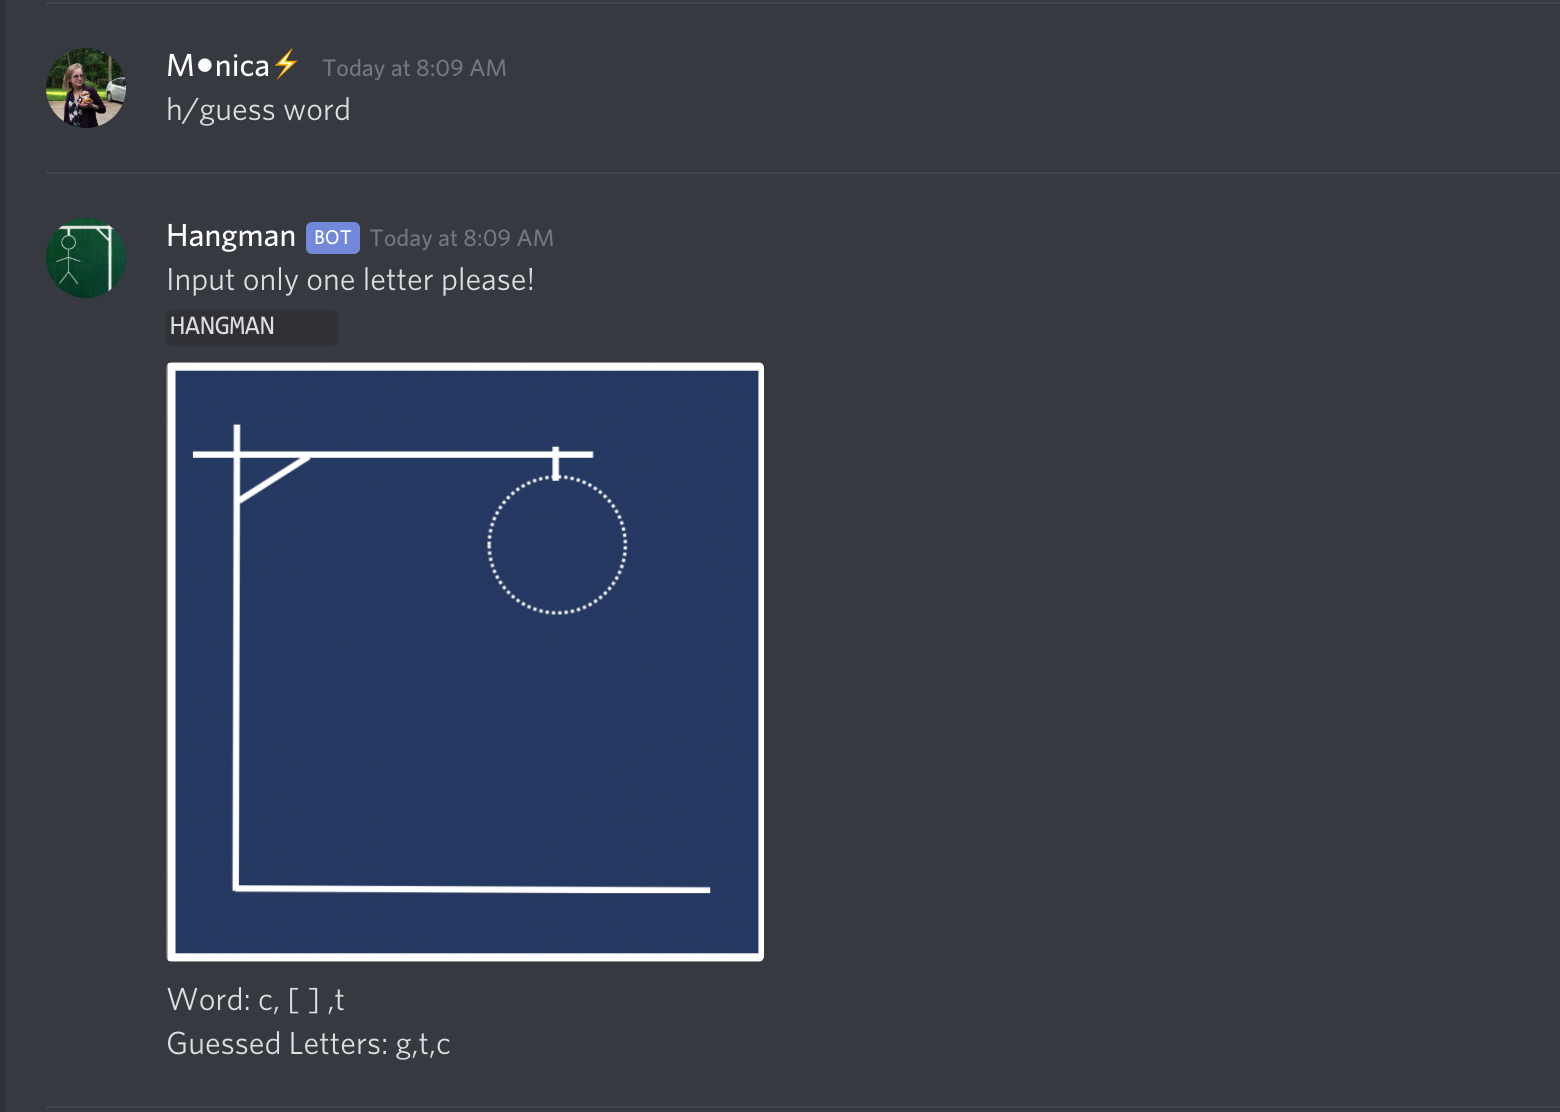 M●nica⚡ Today at 8:09 AM
h/guess word
Hangman BOT Today at 8:09 AM
Input only one letter please!
HANGMAN
Word: c, [ ] ,t
Guessed Letters: g,t,c